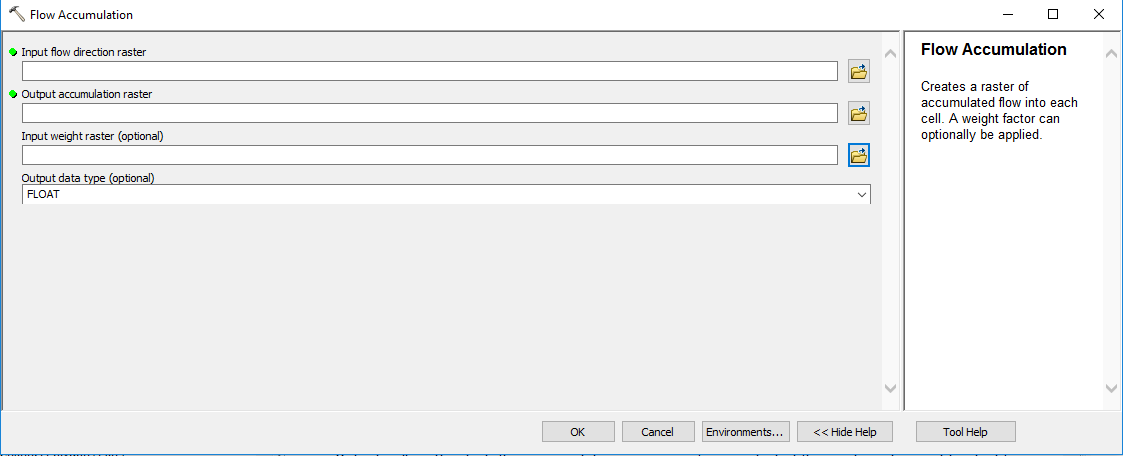 Flow Accumulation
Input flow direction raster
Output accumulation raster
Input weight raster (optional)
Output data type (optional)
FLOAT
Flow Accumulation
Creates a raster of
accumulated flow into each
cell. A weight factor can
optionally be applied.
OK
Cancel
Environments...
<< Hide Help
Tool Help